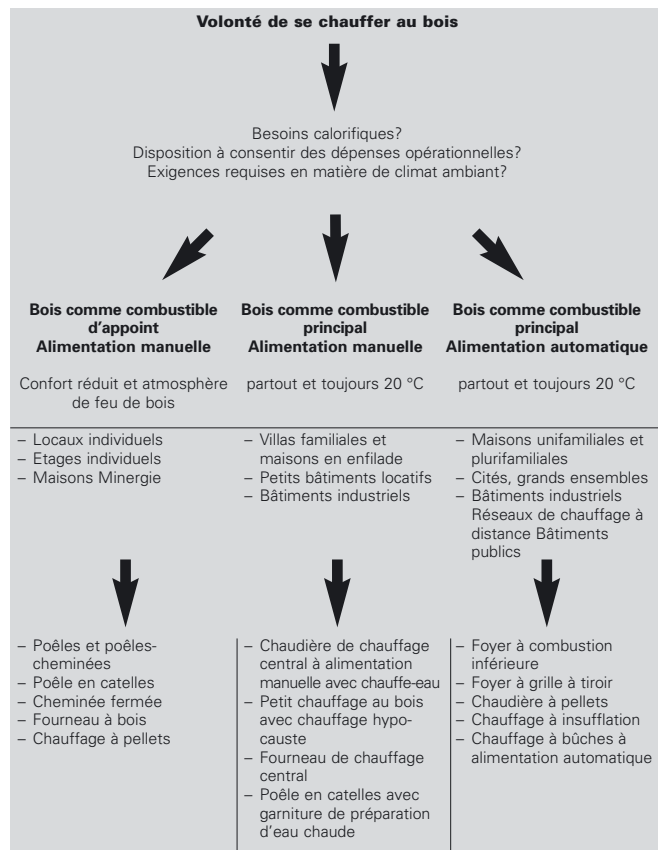 Volonté de se chauffer au bois
Besoins calorifiques?
Disposition à consentir des dépenses opérationnelles?
Exigences requises en matière de climat ambiant?
Bois comme combustible
d'appoint
Alimentation manuelle
Confort réduit et atmosphère
de feu de bois
– Locaux individuels
– Etages individuels
– Maisons Minergie
– Poêles et poêles-
cheminées
– Poêle en catelles
– Cheminée fermée
– Fourneau à bois
– Chauffage à pellets
Bois comme combustible
principal
Alimentation manuelle
partout et toujours 20 °C
– Villas familiales et
maisons en enfilade
– Petits bâtiments locatifs
– Bâtiments industriels
– Chaudière de chauffage
central à alimentation
manuelle avec chauffe-eau
– Petit chauffage au bois
avec chauffage hypo-
causte
– Fourneau de chauffage
central
– Poêle en catelles avec
garniture de préparation
d'eau chaude
Bois comme combustible
principal
Alimentation automatique
partout et toujours 20 °C
– Maisons unifamiliales et
plurifamiliales
– Cités, grands ensembles
– Bâtiments industriels
Réseaux de chauffage à
distance Bâtiments
publics
– Foyer à combustion
inférieure
– Foyer à grille à tiroir
– Chaudière à pellets
– Chauffage à insufflation
– Chauffage à bûches à
alimentation automatique